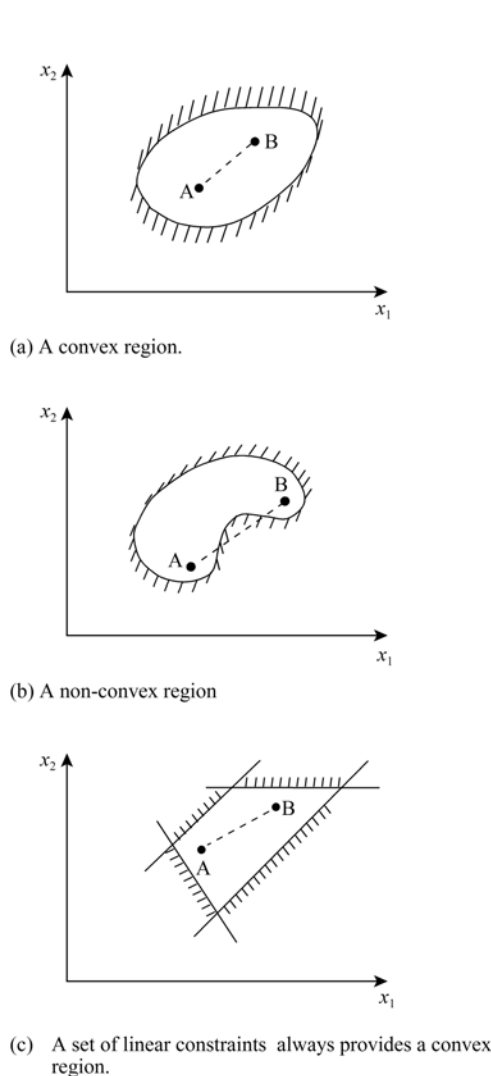 x2
B
A
x1
(a) A convex region.
x2
B
A
x1
(b) A non-convex region
x2
B
A
x1
(c) A set of linear constraints always provides a convex
region.